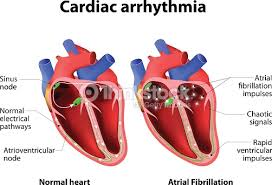 Cardiac arrhythmia
Sinus
node
Normal
electrical
pathways
Atrioventricular
node
Normal heart
Atrial
fibrillation
impulses
Chaotic
signals
Rapid
ventricular
impulses
Atrial Fibrillation
Thinkstock